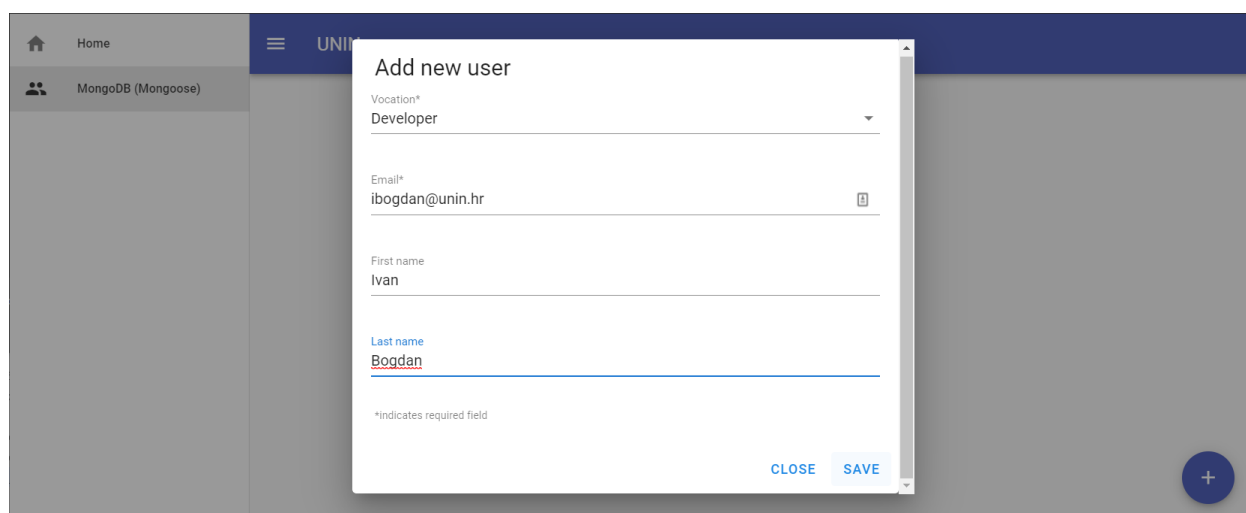 Home
UNIN
MongoDB (Mongoose)
Add new user
Vocation*
Developer
Email*
ibogdan@unin.hr
First name
Ivan
Last name
Bogdan
*indicates required field
CLOSE SAVE